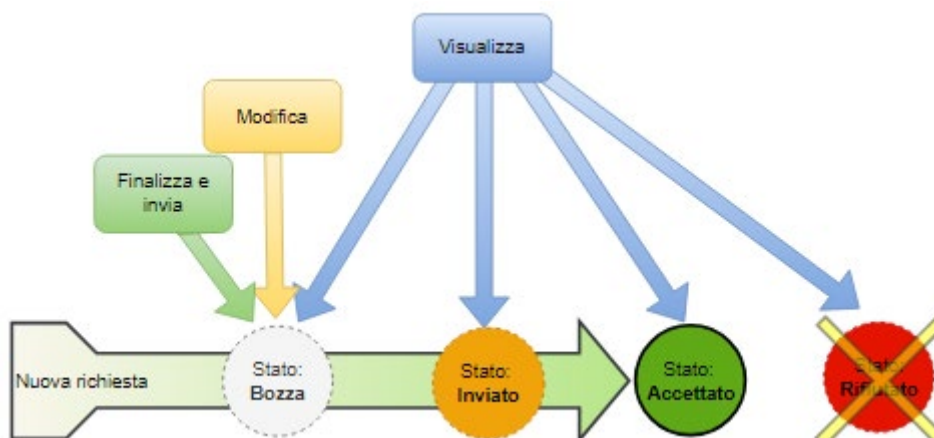 Visualizza
Modifica
Finalizza e
invia
Nuova richiesta
Stato:
Bozza
Stato:
Inviato
Stato:
Accettato
Stato:
Rifiutato